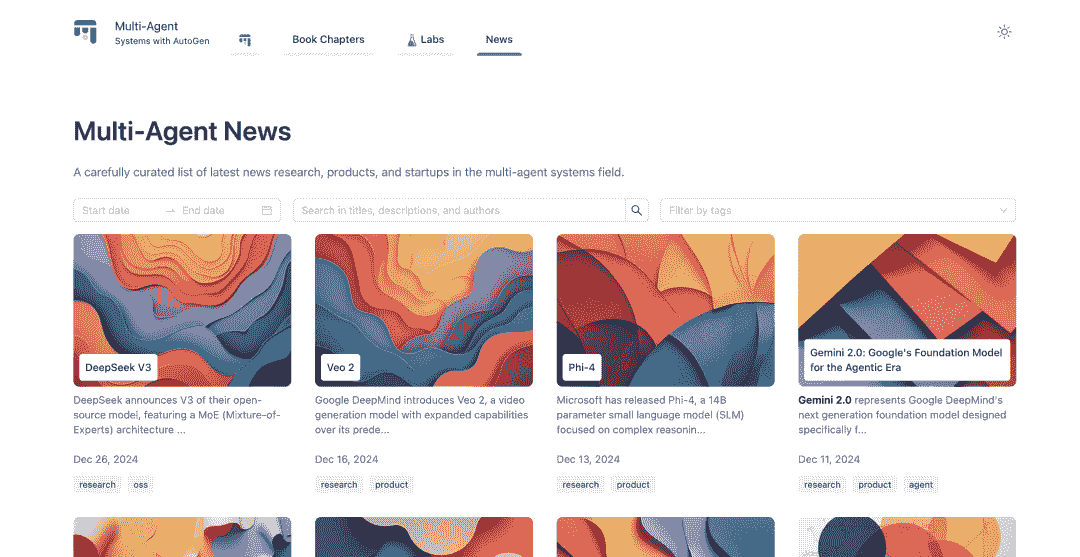 Multi-Agent
Systems with AutoGen
Book Chapters
Labs
News
Multi-Agent News
A carefully curated list of latest news research, products, and startups in the multi-agent systems field.
Start date
End date
Search in titles, descriptions, and authors
Filter by tags
DeepSeek V3
DeepSeek announces V3 of their open-
source model, featuring a MoE (Mixture-of-
Experts) architecture ...
Dec 26, 2024
research oss
Veo 2
Google DeepMind introduces Veo 2, a video
generation model with expanded capabilities
over its prede...
Dec 16, 2024
research product
Phi-4
Microsoft has released Phi-4, a 14B
parameter small language model (SLM)
focused on complex reasonin...
Dec 13, 2024
research product
Gemini 2.0: Google's Foundation Model
for the Agentic Era
Gemini 2.0 represents Google DeepMind's
next generation foundation model designed
specifically f...
Dec 11, 2024
research product agent